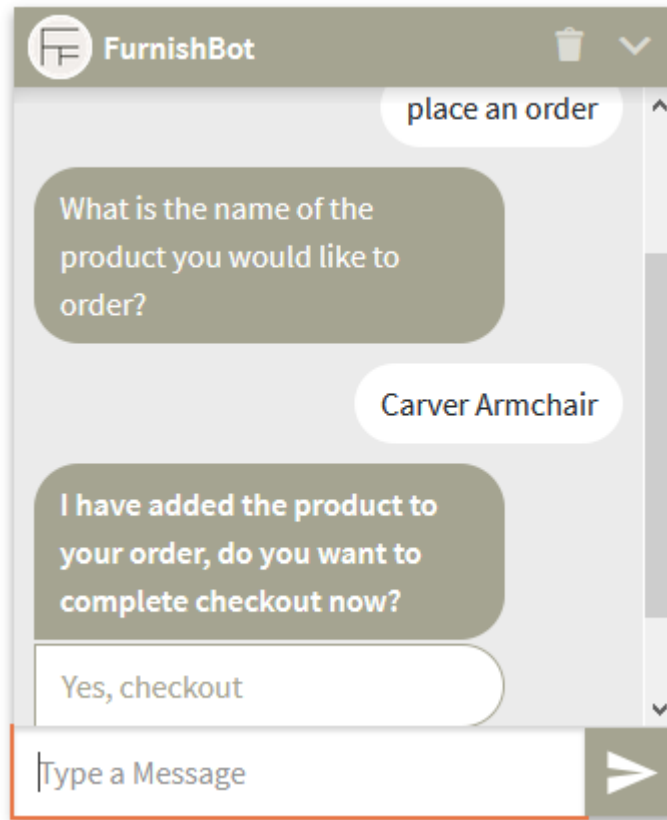 FurnishBot
place an order
What is the name of the
product you would like to
order?
Carver Armchair
I have added the product to
your order, do you want to
complete checkout now?
Yes, checkout
Type a Message